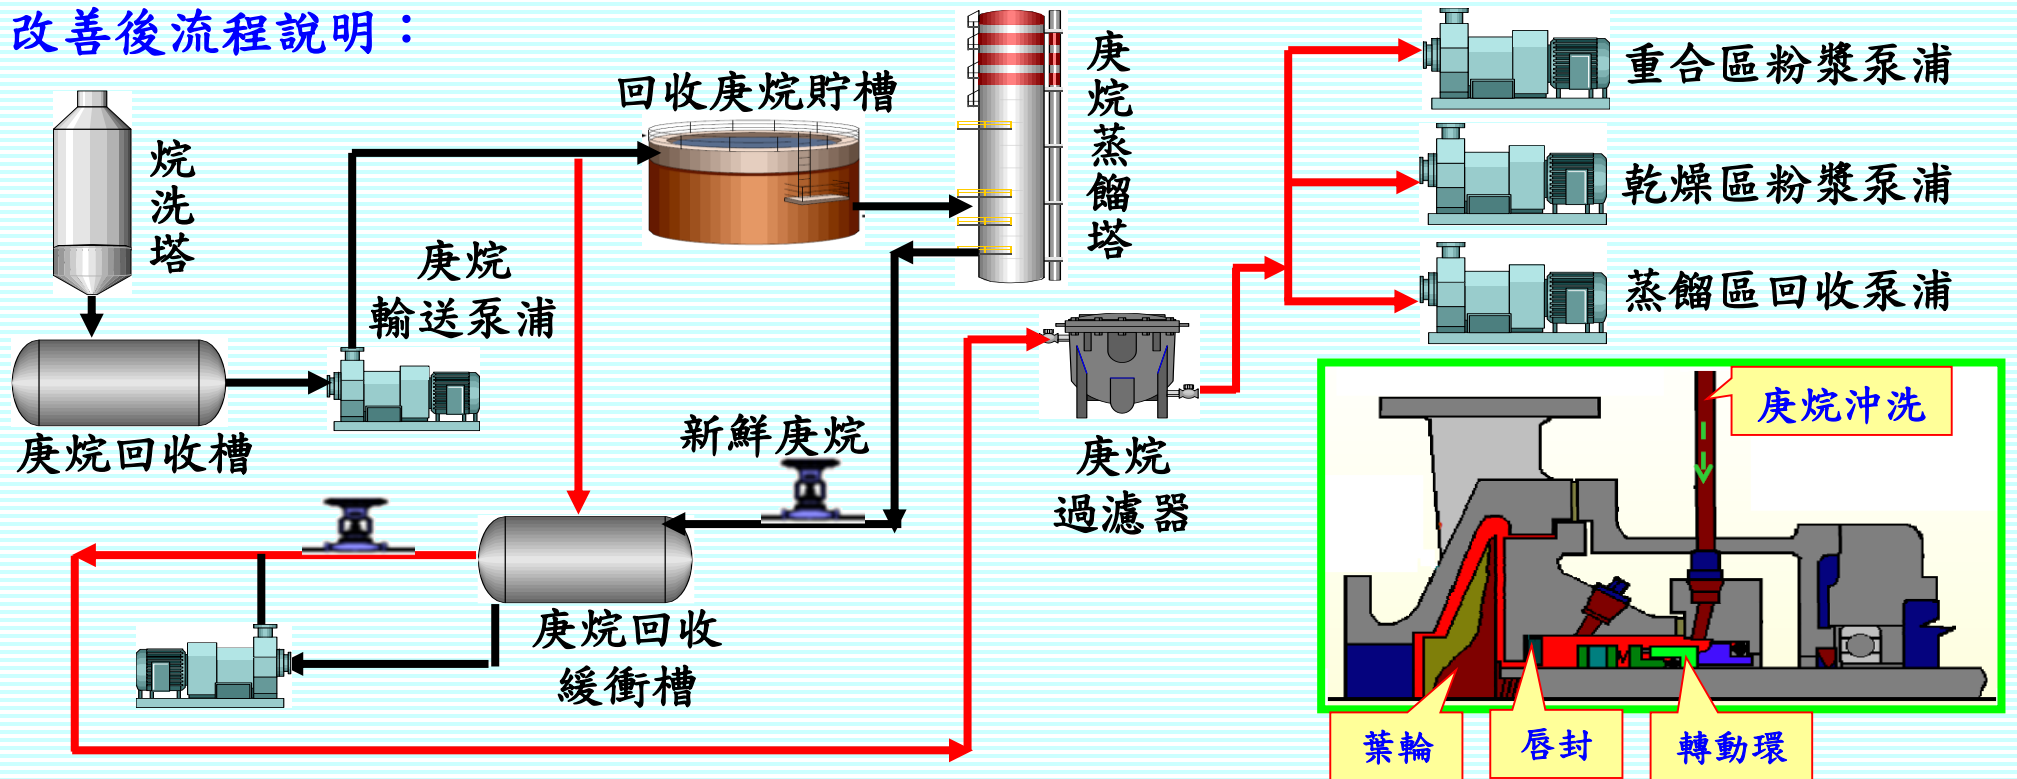 改善後流程說明：
烷洗塔
庚烷回收槽
庚烷
輸送泵浦
回收庚烷貯槽
庚烷蒸餾塔
新鮮庚烷
庚烷回收
緩衝槽
庚烷
過濾器
重合區粉漿泵浦
乾燥區粉漿泵浦
蒸餾區回收泵浦
庚烷沖洗
葉輪
唇封
轉動環